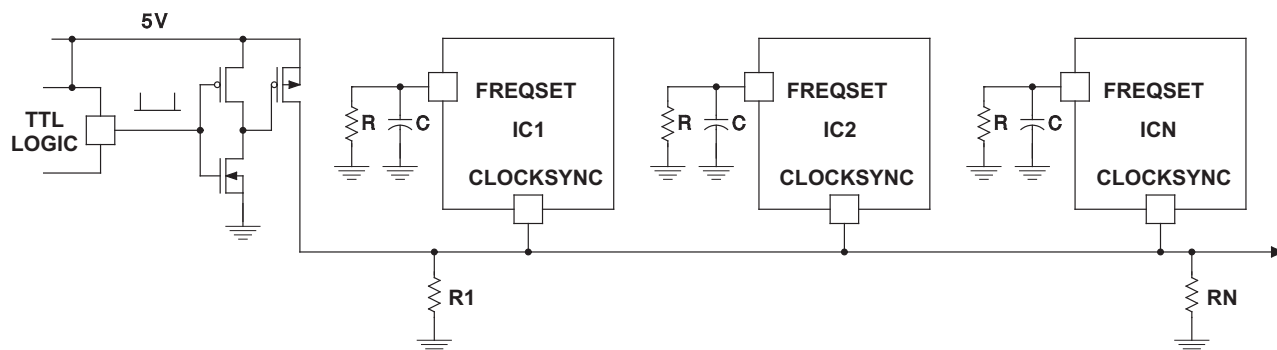 5V
TTL
LOGIC
R
C
FREQSET
IC1
CLOCKSYNC
R
C
FREQSET
IC2
CLOCKSYNC
R
C
FREQSET
ICN
CLOCKSYNC
R1
RN